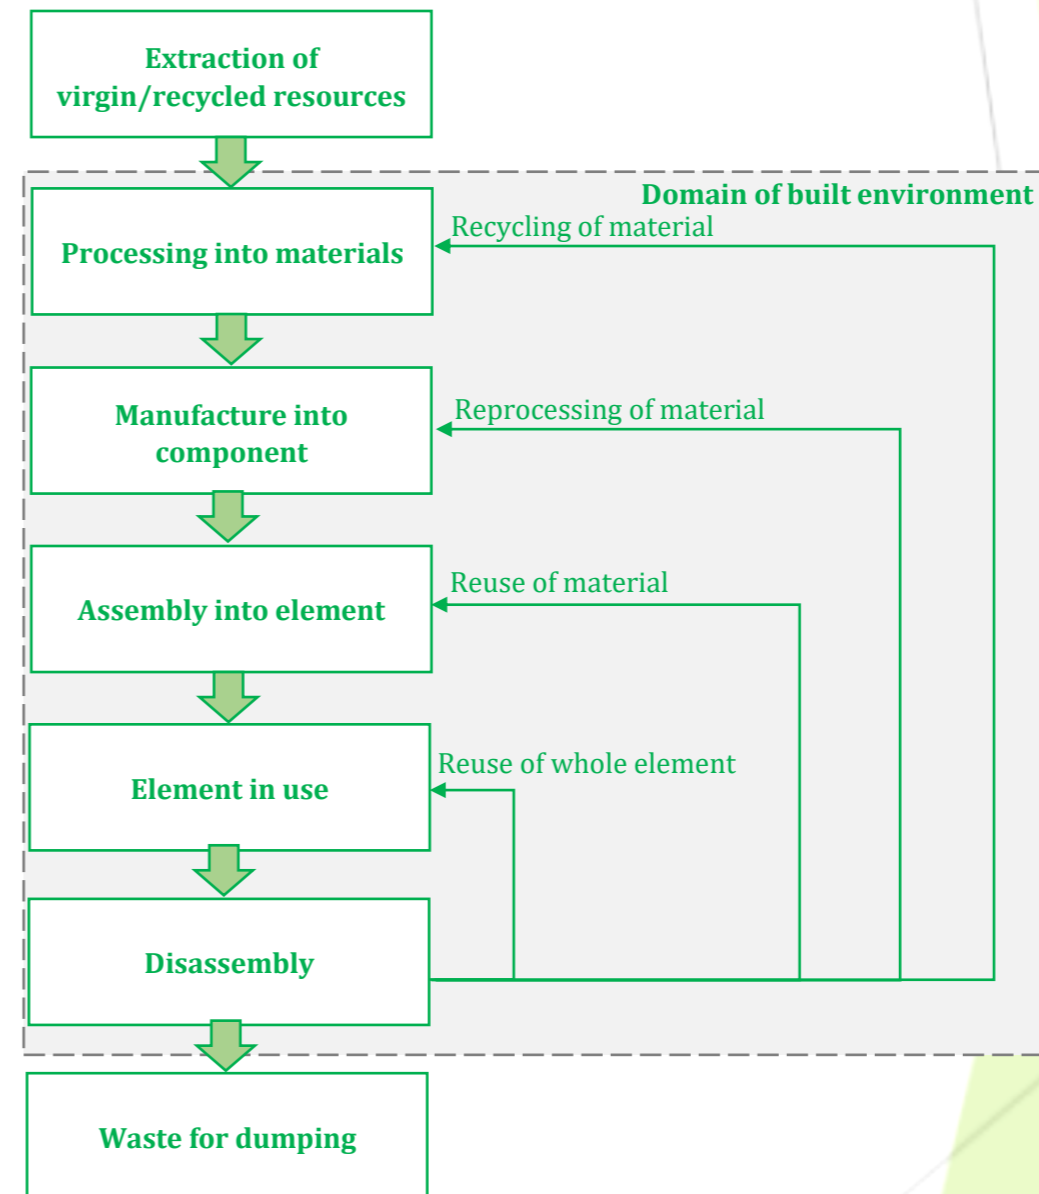 Extraction of
virgin/recycled resources
Domain of built environment
Recycling of material
Processing into materials
Reprocessing of material
Manufacture into
component
Reuse of material
Assembly into element
Reuse of whole element
Element in use
Disassembly
Waste for dumping